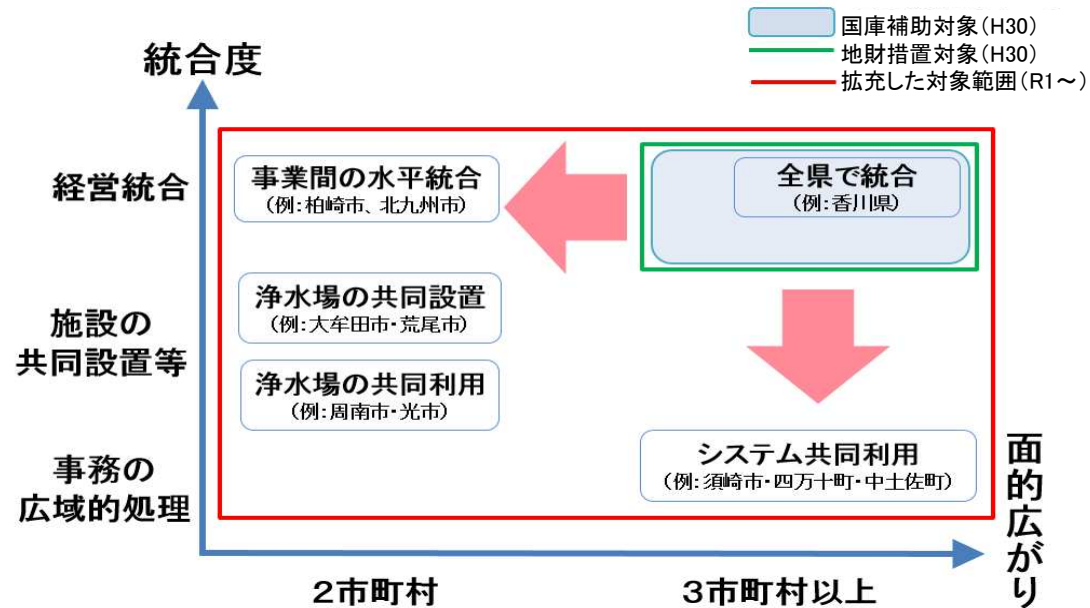 国庫補助対象（H30）
地財措置対象（H30）
拡充した対象範囲（R1～）
統合度
経営統合
事業間の水平統合
（例：柏崎市、北九州市）
全県で統合
（例：香川県）
施設の
共同設置等
浄水場の共同設置
（例：大牟田市・荒尾市）
浄水場の共同利用
（例：周南市・光市）
事務の
広域的処理
システム共同利用
（例：須崎市・四万十町・中土佐町）
面的広がり
2市町村
3市町村以上